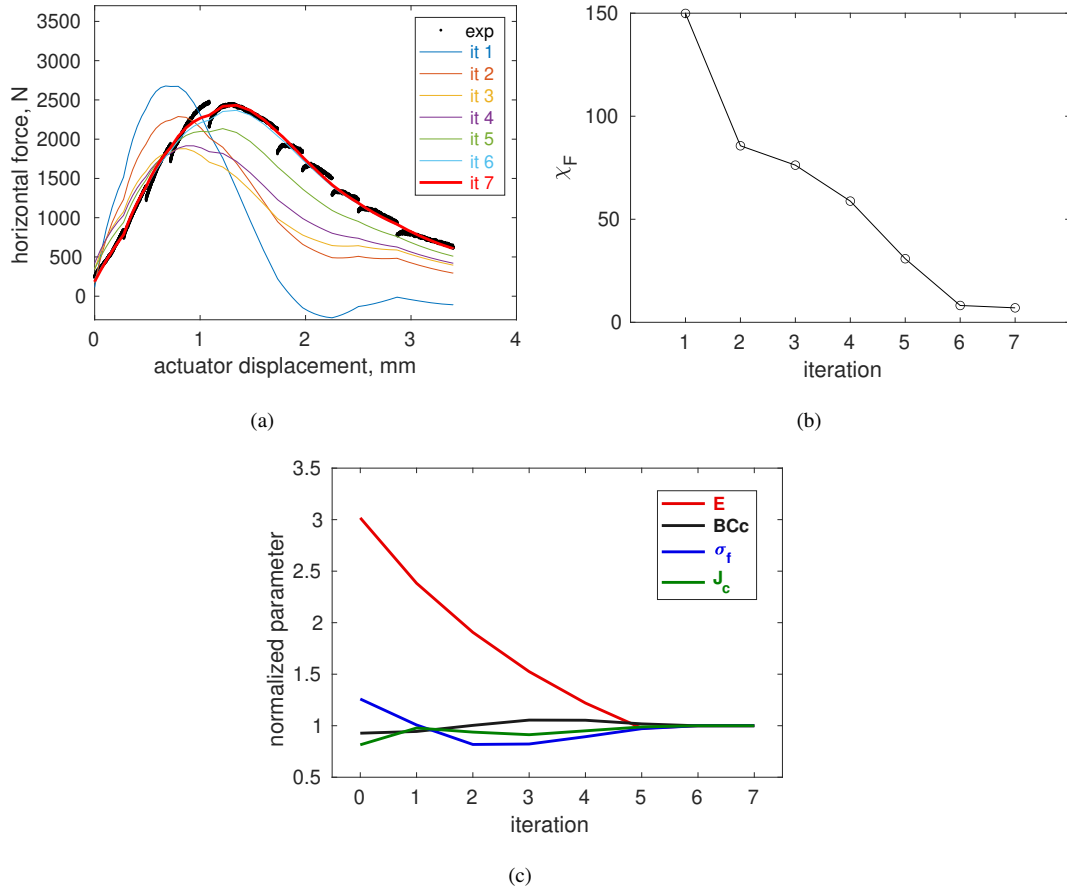 3500
3000
2500
2000
1500
1000
500
0
horizontal force, N
0 1 2 3 4
actuator displacement, mm
exp
it 1
it 2
it 3
it 4
it 5
it 6
it 7
(a)
150
100
50
0
χF
1 2 3 4 5 6 7
iteration
(b)
3.5
3
2.5
2
1.5
1
0.5
normalized parameter
0 1 2 3 4 5 6 7
iteration
E
BCc
σf
Jc
(c)